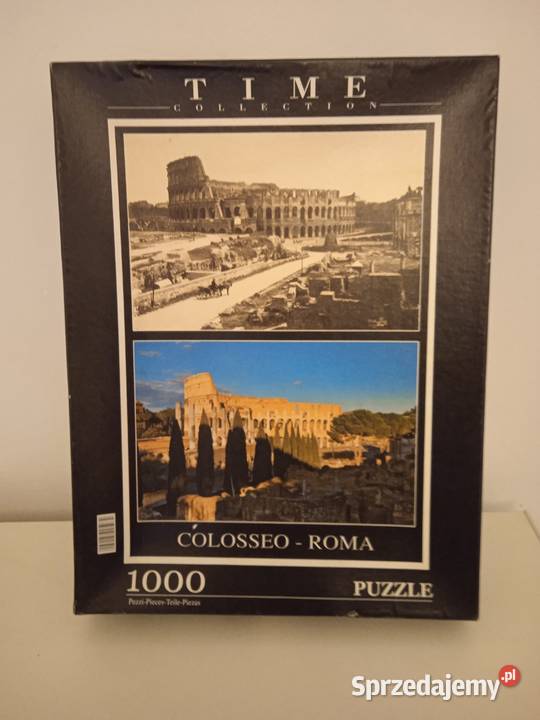 TIME
COLLECTION
COLOSSEO - ROMA
1000
PUZZLE
Pezzi-Pieces-Teile-Piezas
Sprzedajemy.pl